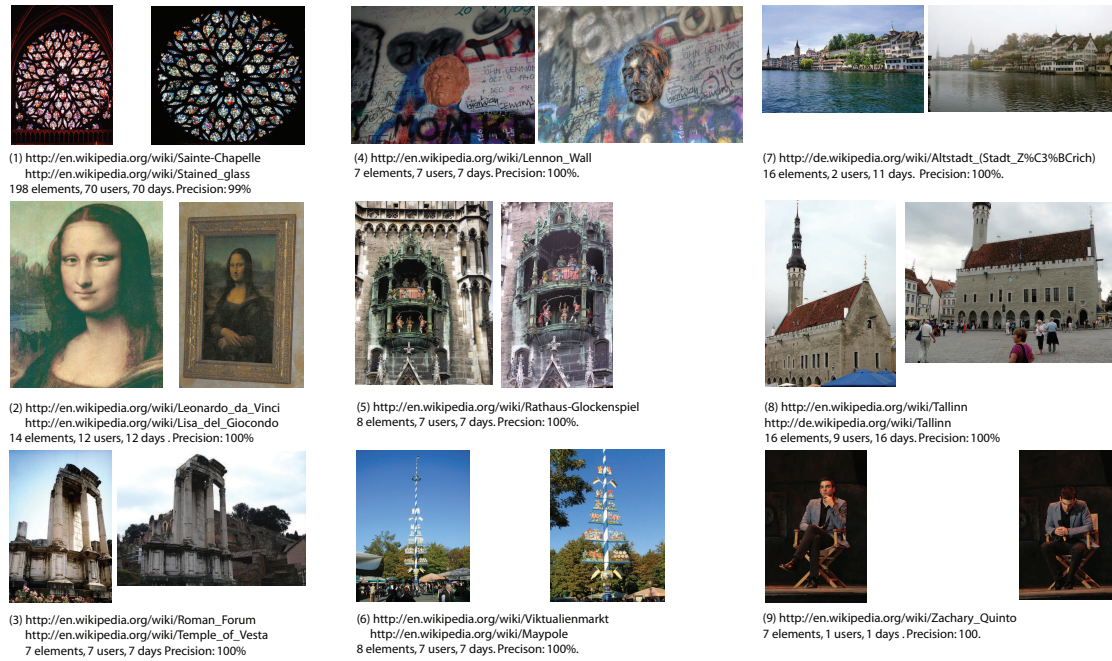 (1) http://en.wikipedia.org/wiki/Sainte-Chapelle
http://en.wikipedia.org/wiki/Stained_glass
198 elements, 70 users, 70 days. Precision: 99%
JOHN LENNON
(4) http://en.wikipedia.org/wiki/Lennon_Wall
7 elements, 7 users, 7 days. Precision: 100%.
(7) http://de.wikipedia.org/wiki/Altstadt_(Stadt_Z%C3%BCrich)
16 elements, 2 users, 11 days. Precision: 100%.
(2) http://en.wikipedia.org/wiki/Leonardo_da_Vinci
http://en.wikipedia.org/wiki/Lisa_del_Giocondo
14 elements, 12 users, 12 days . Precision: 100%
(5) http://en.wikipedia.org/wiki/Rathaus-Glockenspiel
8 elements, 7 users, 7 days. Precison: 100%.
(8) http://en.wikipedia.org/wiki/Tallinn
http://de.wikipedia.org/wiki/Tallinn
16 elements, 9 users, 16 days. Precision: 100%
(3) http://en.wikipedia.org/wiki/Roman_Forum
http://en.wikipedia.org/wiki/Temple_of_Vesta
7 elements, 7 users, 7 days Precision: 100%
(6) http://en.wikipedia.org/wiki/Viktualienmarkt
http://en.wikipedia.org/wiki/Maypole
8 elements, 7 users, 7 days. Precison: 100%.
(9) http://en.wikipedia.org/wiki/Zachary_Quinto
7 elements, 1 users, 1 days . Precision: 100.